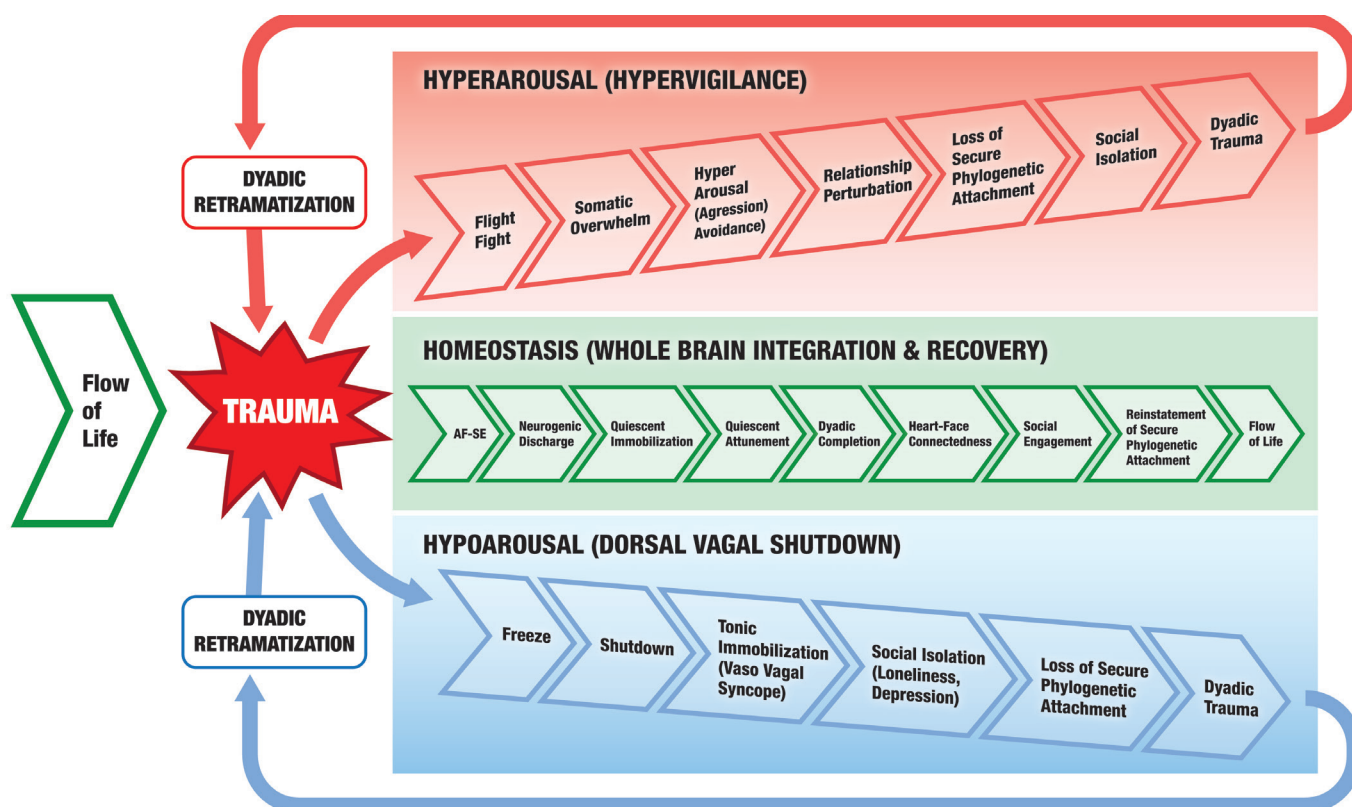 HYPERAROUSAL (HYPERVIGILANCE)
Flight
Fight
Somatic
Overwhelm
Hyper
Arousal
(Agression)
Avoidance)
Relationship
Perturbation
Loss of
Secure
Phylogenetic
Attachment
Social
Isolation
Dyadic
Trauma
DYADIC
RETRAMATIZATION
Flow
of
Life
TRAUMA
HOMEOSTASIS (WHOLE BRAIN INTEGRATION & RECOVERY)
AF-SE
Neurogenic
Discharge
Quiescent
Immobilization
Quiescent
Attunement
Dyadic
Completion
Heart-Face
Connectedness
Social
Engagement
Reinstatement
of Secure
Phylogenetic
Attachment
Flow
of Life
DYADIC
RETRAMATIZATION
HYPOAROUSAL (DORSAL VAGAL SHUTDOWN)
Freeze
Shutdown
Tonic
Immobilization
(Vaso Vagal
Syncope)
Social Isolation
(Loneliness,
Depression)
Loss of Secure
Phylogenetic
Attachment
Dyadic
Trauma